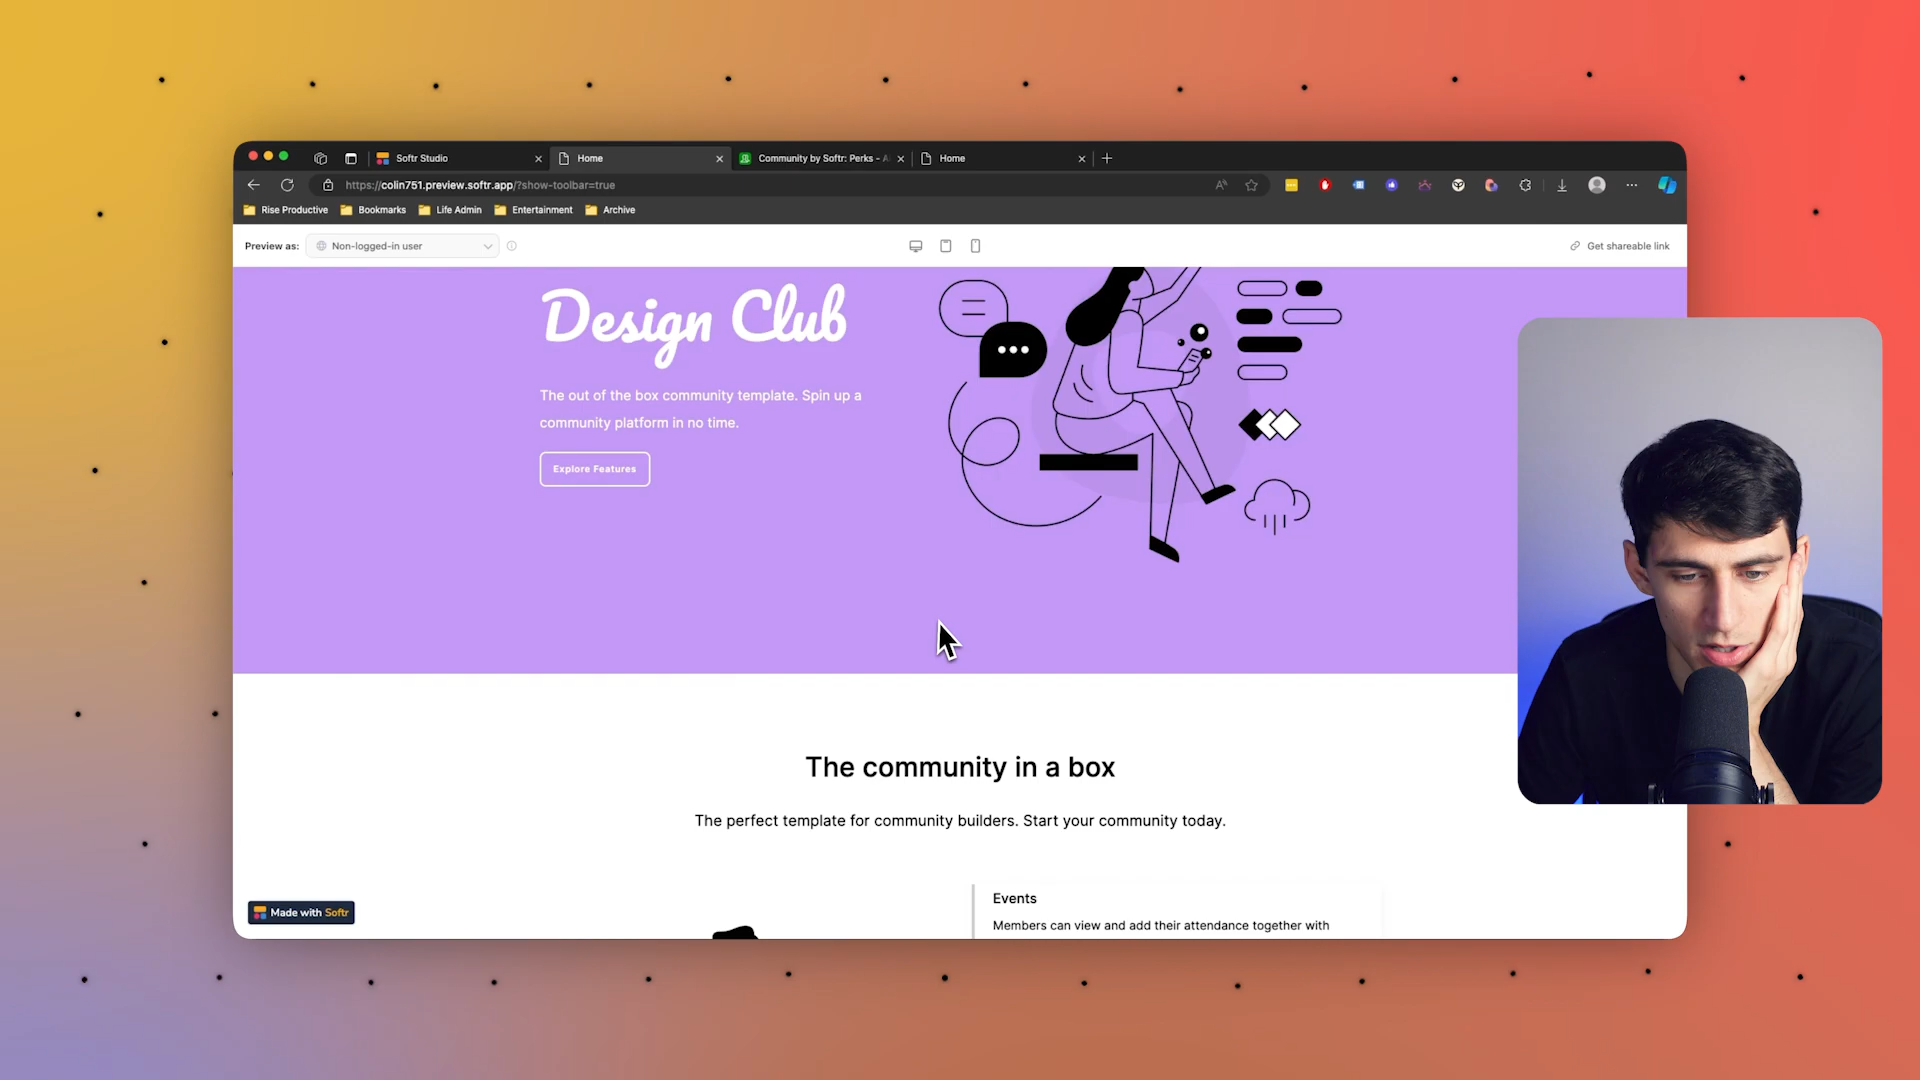 Softr Studio
Home
Community by Softr: Perks - A
Home
https://colin751.preview.softr.app/?show-toolbar=true
Rise Productive
Bookmarks
Life Admin
Entertainment
Archive
Preview as:
Non-logged-in user
Get shareable link
Design Club
The out of the box community template. Spin up a
community platform in no time.
Explore Features
The community in a box
The perfect template for community builders. Start your community today.
Events
Members can view and add their attendance together with
Made with Softr